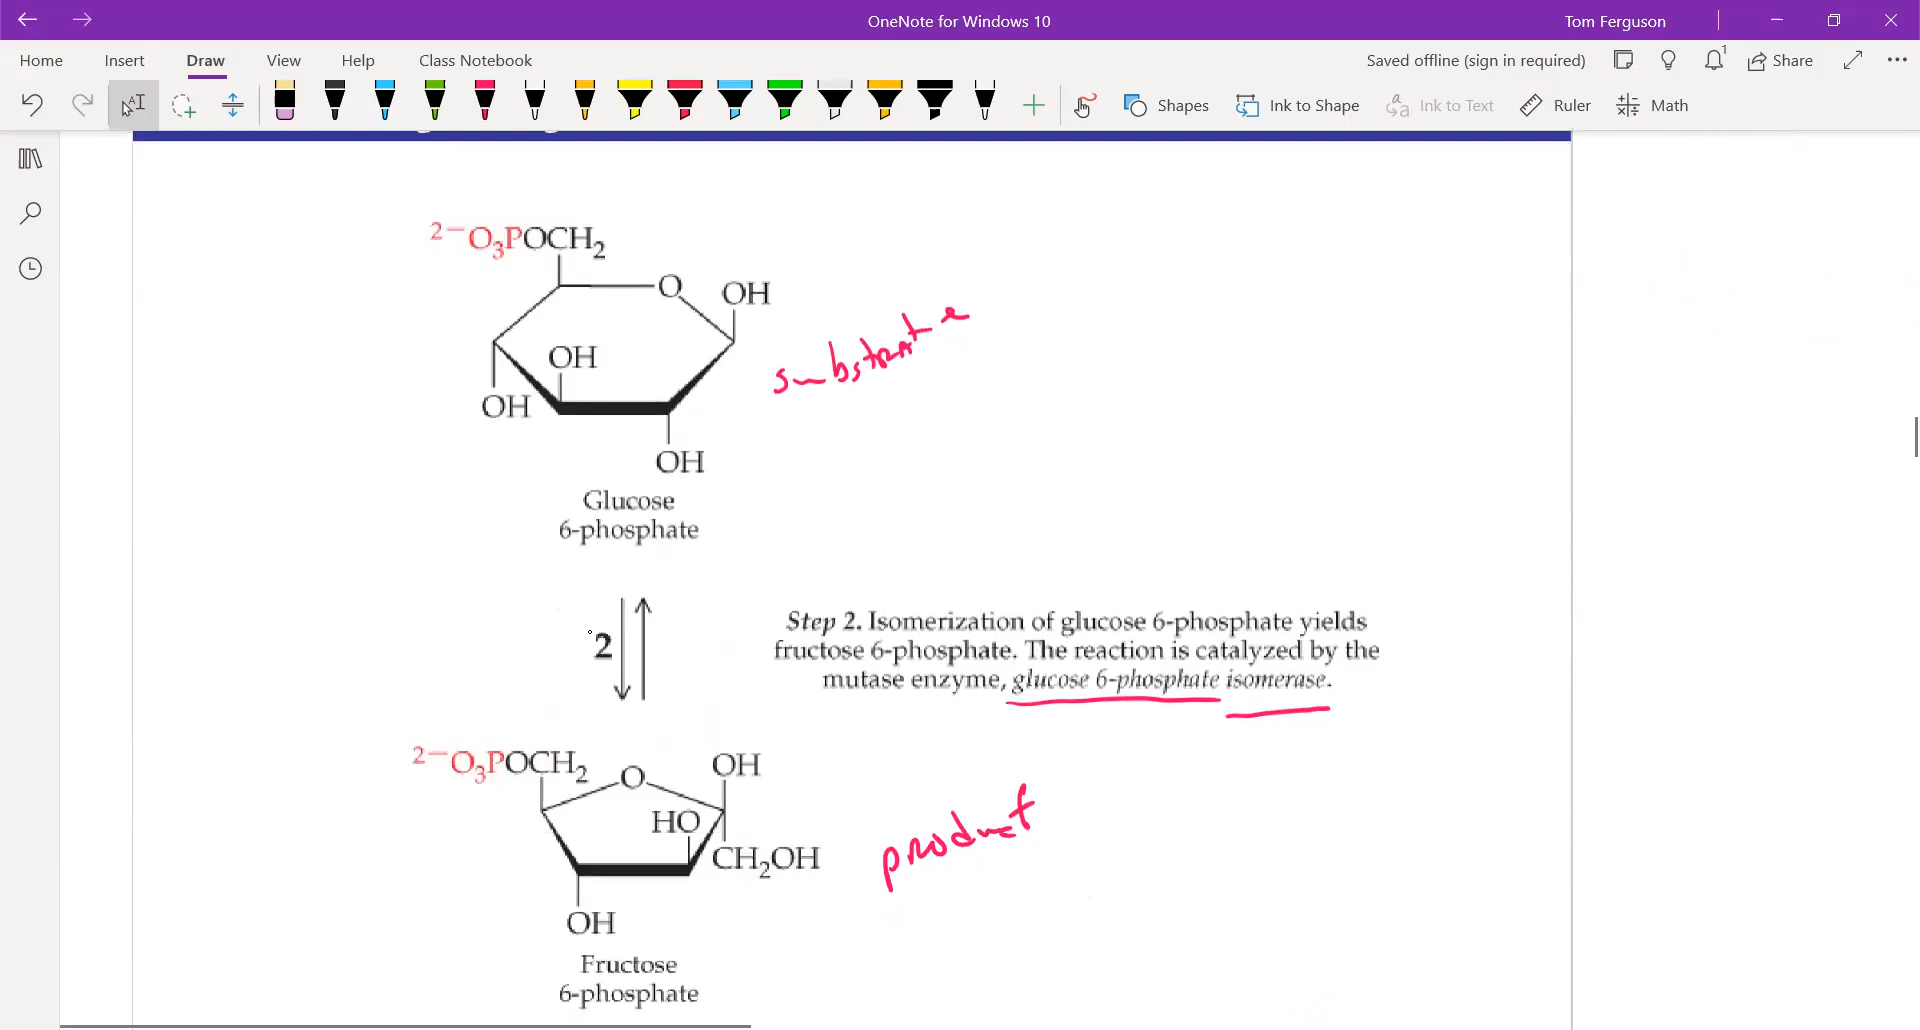 OneNote for Windows 10
Tom Ferguson
Home Insert Draw View Help Class Notebook
Saved offline (sign in required) 1 Share
Shapes Ink to Shape Ink to Text Ruler Math
2−O3POCH2
O OH
OH
OH
OH
substrate
Glucose
6-phosphate
2
Step 2. Isomerization of glucose 6-phosphate yields
fructose 6-phosphate. The reaction is catalyzed by the
mutase enzyme, glucose 6-phosphate isomerase.
2−O3POCH2 O OH
HO
CH2OH
product
OH
Fructose
6-phosphate